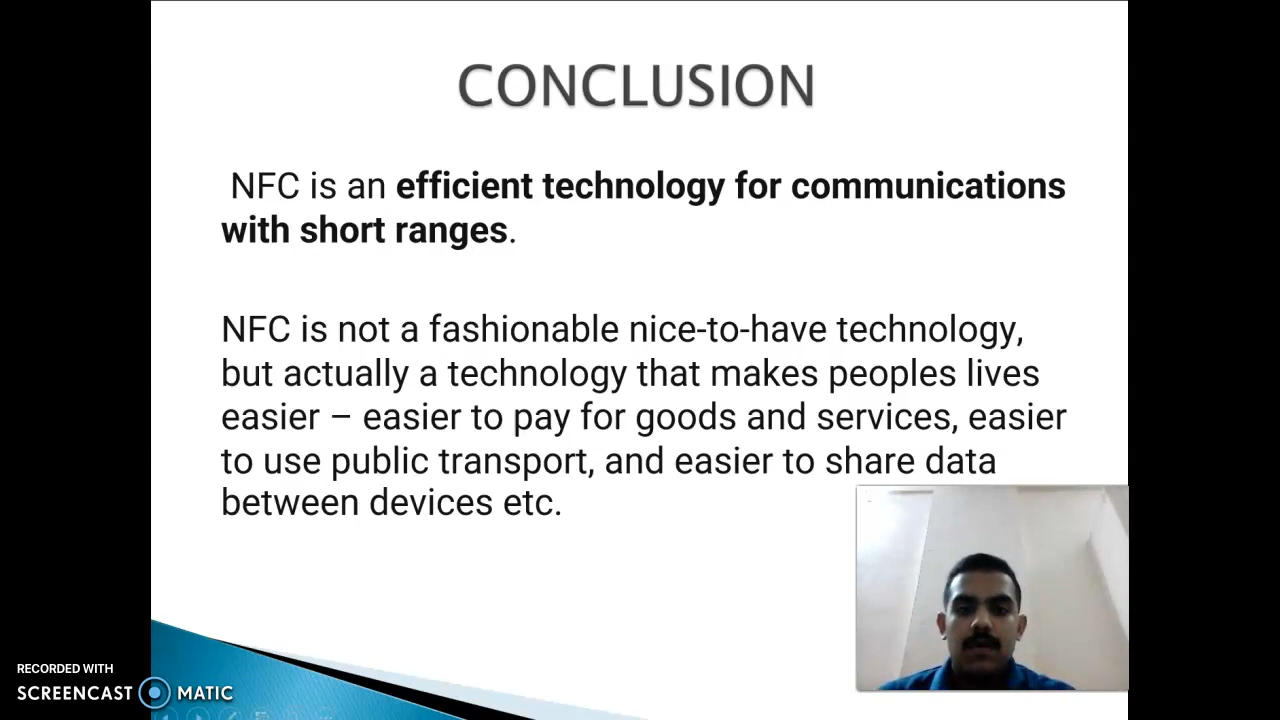 CONCLUSION
NFC is an efficient technology for communications
with short ranges.
NFC is not a fashionable nice-to-have technology,
but actually a technology that makes peoples lives
easier – easier to pay for goods and services, easier
to use public transport, and easier to share data
between devices etc.
RECORDED WITH
SCREENCAST MATIC